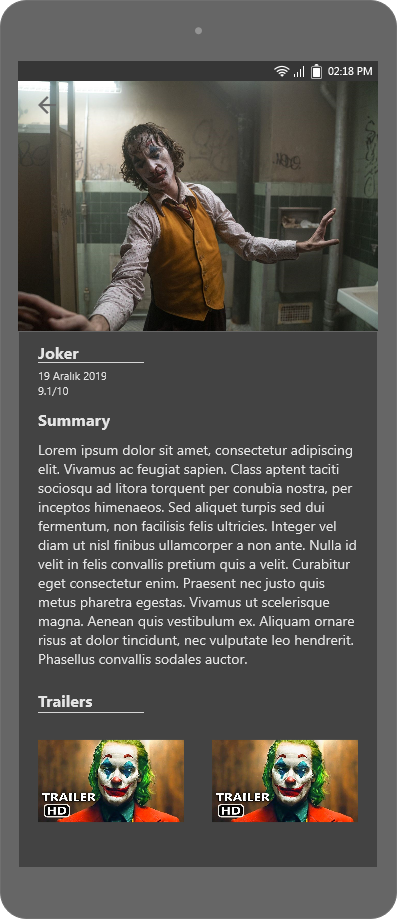 02:18 PM
Joker
19 Aralık 2019
9.1/10
Summary
Lorem ipsum dolor sit amet, consectetur adipiscing
elit. Vivamus ac feugiat sapien. Class aptent taciti
sociosqu ad litora torquent per conubia nostra, per
inceptos himenaeos. Sed aliquet turpis sed dui
fermentum, non facilisis felis ultricies. Integer vel
diam ut nisl finibus ullamcorper a non ante. Nulla id
velit in felis convallis pretium quis a velit. Curabitur
eget consectetur enim. Praesent nec justo quis
metus pharetra egestas. Vivamus ut scelerisque
magna. Aenean quis vestibulum ex. Aliquam ornare
risus at dolor tincidunt, nec vulputate leo hendrerit.
Phasellus convallis sodales auctor.
Trailers
TRAILER
HD
TRAILER
HD